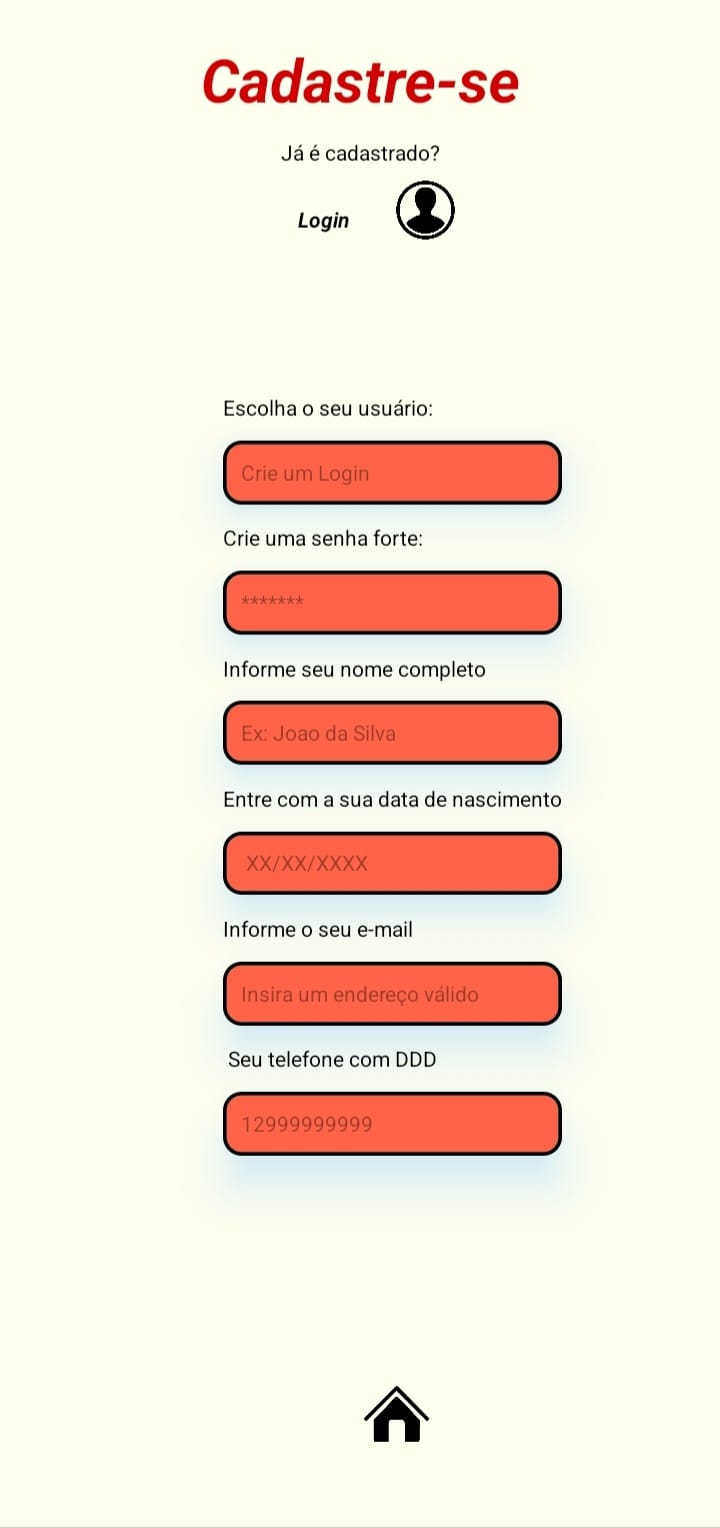 Cadastre-se
Já é cadastrado?
Login
Escolha o seu usuário:
Crie um Login
Crie uma senha forte:
*******
Informe seu nome completo
Ex: Joao da Silva
Entre com a sua data de nascimento
XX/XX/XXXX
Informe o seu e-mail
Insira um endereço válido
Seu telefone com DDD
12999999999